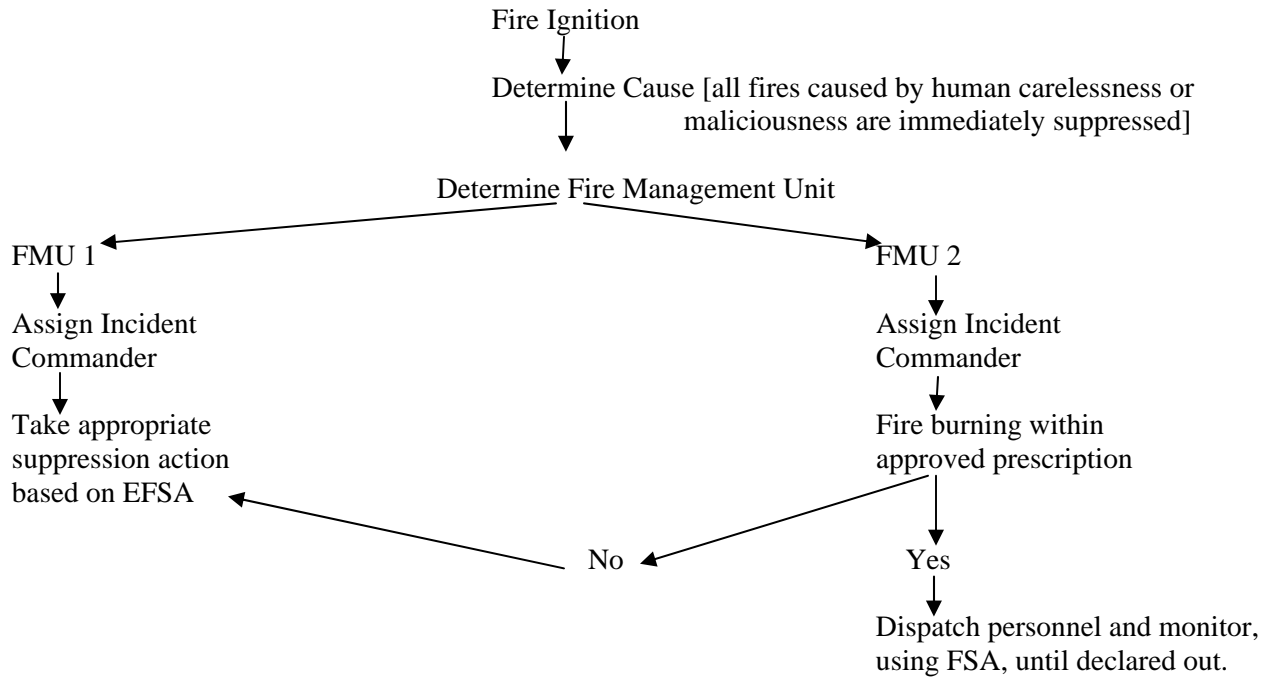 Fire Ignition
Determine Cause [all fires caused by human carelessness or
maliciousness are immediately suppressed]
Determine Fire Management Unit
FMU 1
Assign Incident
Commander
Take appropriate
suppression action
based on EFSA
FMU 2
Assign Incident
Commander
Fire burning within
approved prescription
No
Yes
Dispatch personnel and monitor,
using FSA, until declared out.